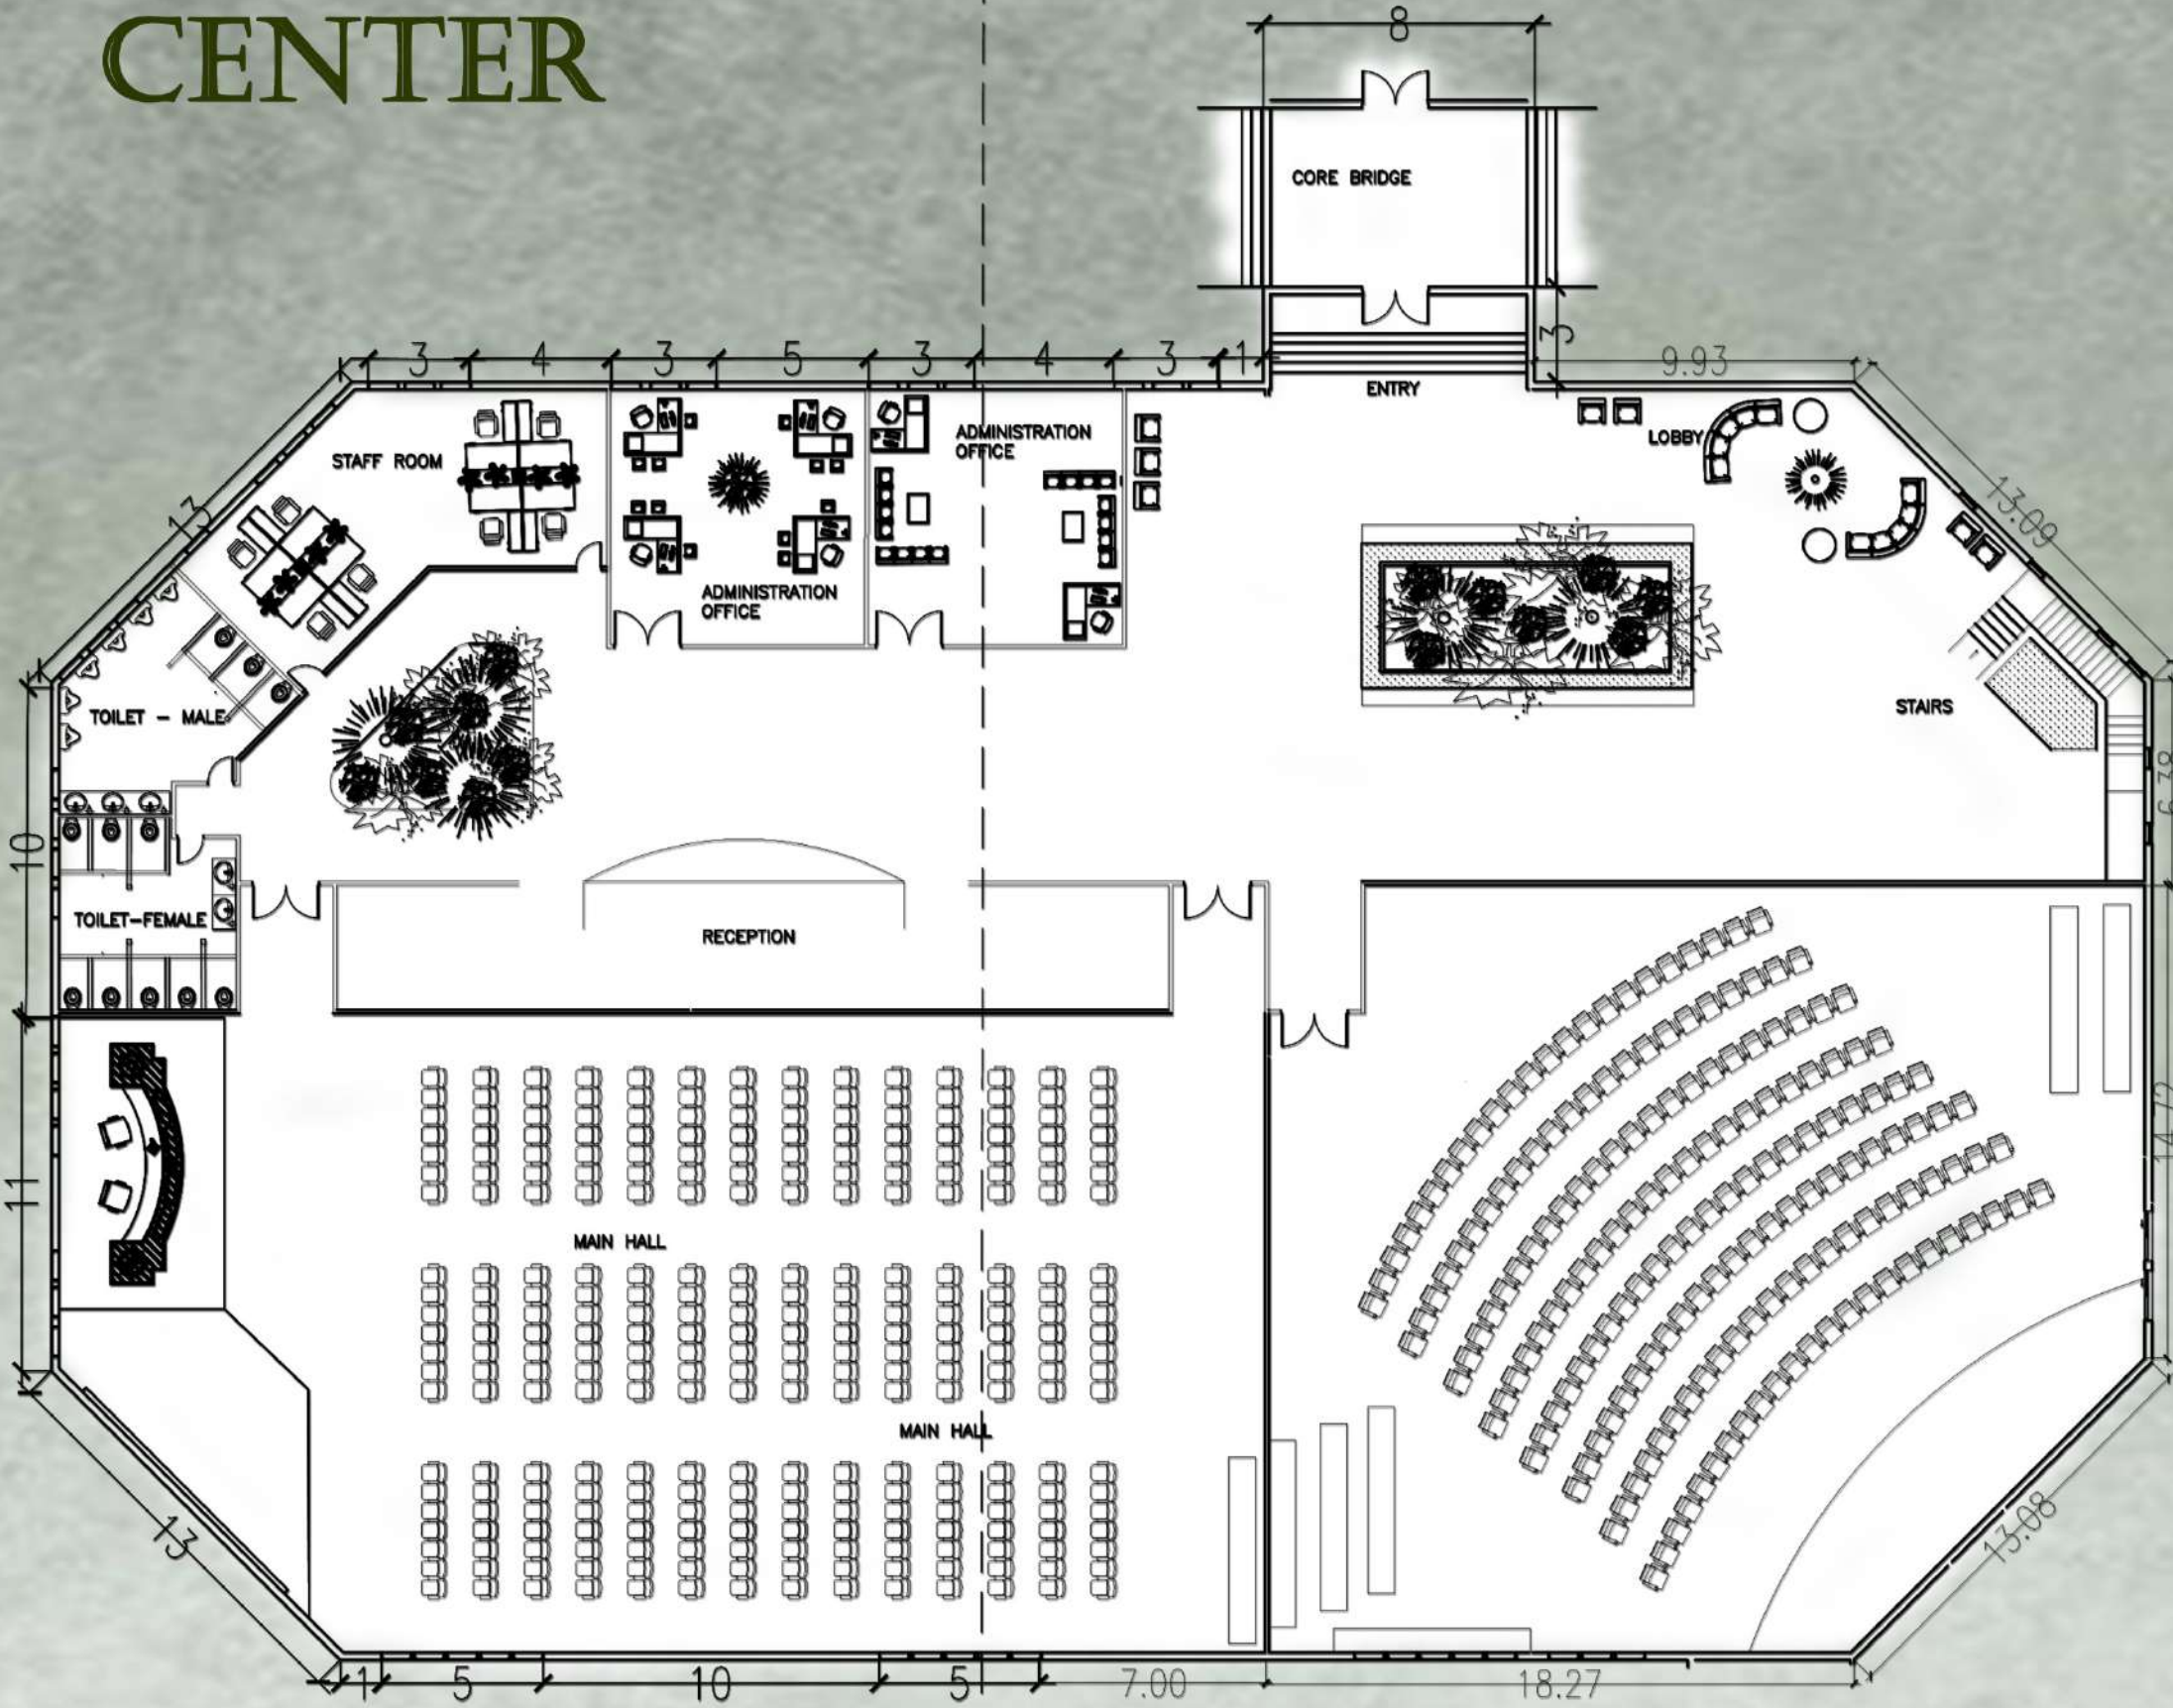 CENTER
8
CORE BRIDGE
3
3
4
3
5
3
4
3
1
9.93
ENTRY
LOBBY
ADMINISTRATION
OFFICE
STAFF ROOM
13
13.09
ADMINISTRATION
OFFICE
STAIRS
TOILET - MALE
6.38
10
TOILET-FEMALE
RECEPTION
11
MAIN HALL
MAIN HALL
13
13.08
1
5
10
5
7.00
18.27